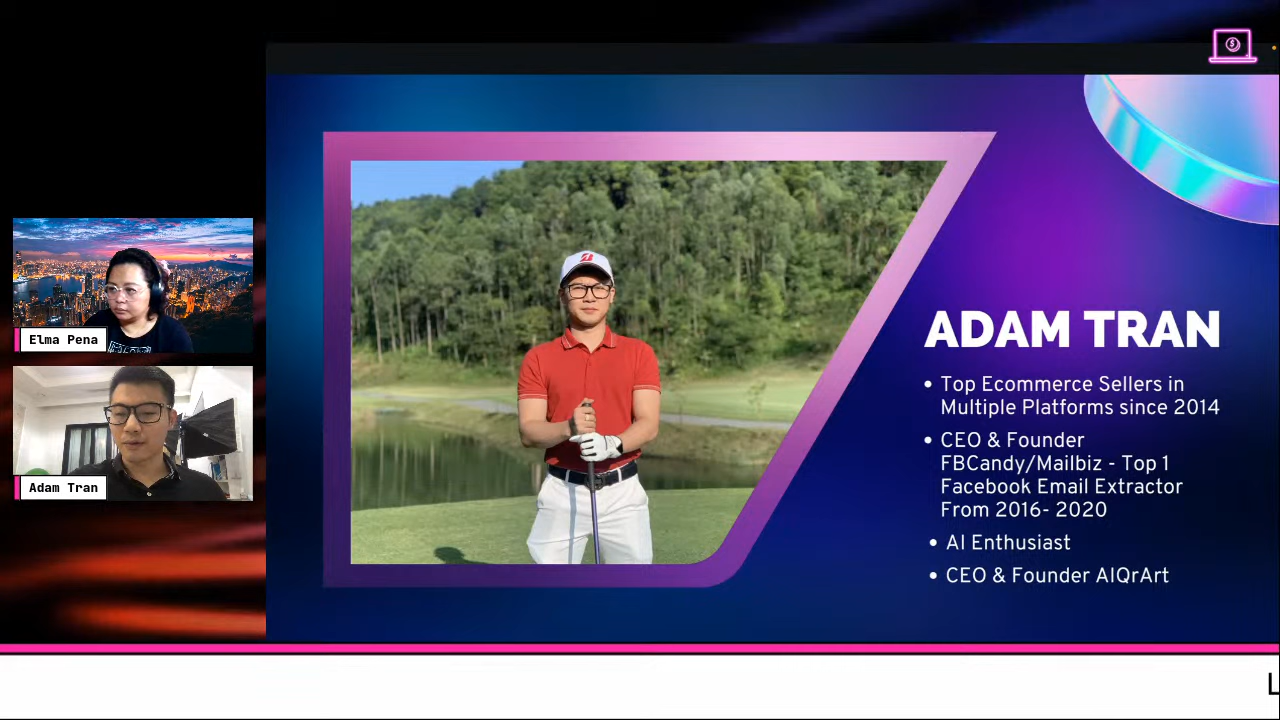 Elma Pena
Adam Tran
ADAM TRAN
• Top Ecommerce Sellers in
Multiple Platforms since 2014
• CEO & Founder
FBCandy/Mailbiz - Top 1
Facebook Email Extractor
From 2016- 2020
• AI Enthusiast
• CEO & Founder AIQrArt
L